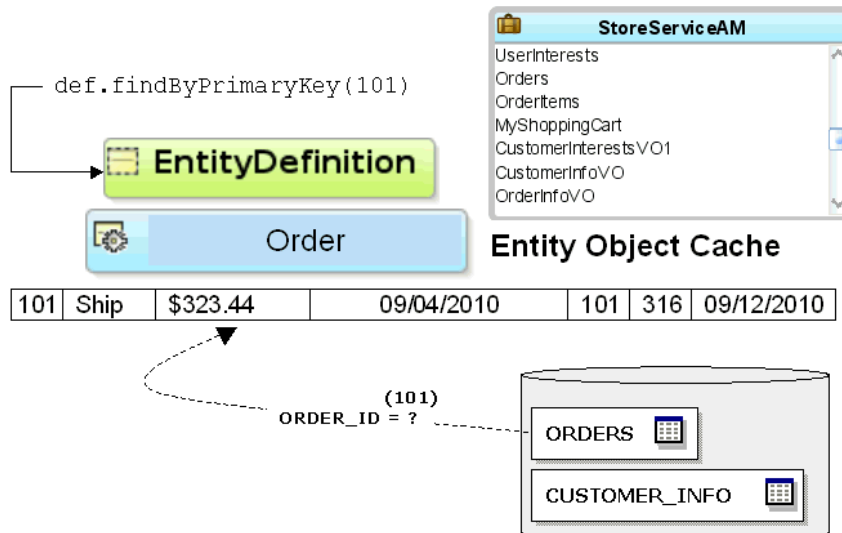 StoreServiceAM
UserInterests
Orders
OrderItems
MyShoppingCart
CustomerInterestsVO1
CustomerInfoVO
OrderInfoVO
def.findByPrimaryKey(101)
EntityDefinition
Order
Entity Object Cache
101 Ship $323.44 09/04/2010 101 316 09/12/2010
(101)
ORDER_ID = ?
ORDERS
CUSTOMER_INFO